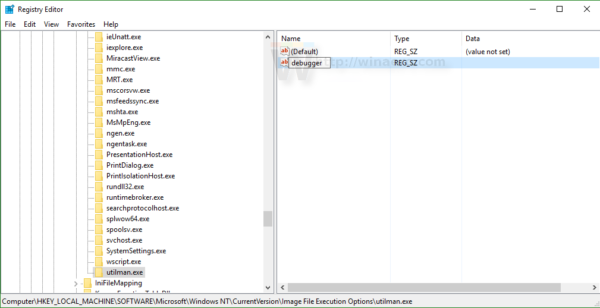 Registry Editor
File Edit View Favorites Help
ieUnatt.exe
iexplore.exe
MiracastView.exe
mmc.exe
MRT.exe
mscorsvw.exe
msfeedssync.exe
mshta.exe
MsMpEng.exe
ngen.exe
ngentask.exe
PresentationHost.exe
PrintDialog.exe
PrintIsolationHost.exe
rundll32.exe
runtimebroker.exe
searchprotocolhost.exe
splwow64.exe
spoolsv.exe
svchost.exe
SystemSettings.exe
wscript.exe
utilman.exe
IniFileMapping
Name Type Data
(Default) REG_SZ (value not set)
debugger REG_SZ
Computer\HKEY_LOCAL_MACHINE\SOFTWARE\Microsoft\Windows NT\CurrentVersion\Image File Execution Options\utilman.exe